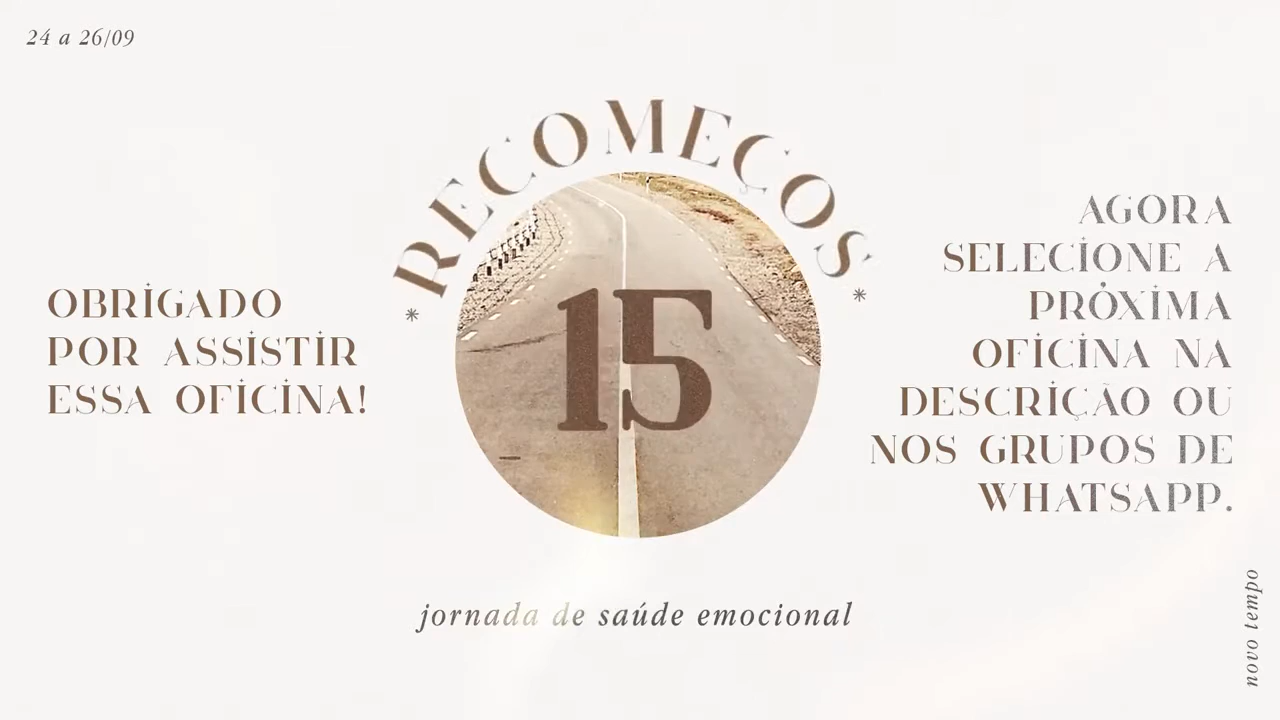 24 a 26/09
RECOMEÇOS
* *
15
OBRIGADO
POR ASSISTIR
ESSA OFICINA!
AGORA
SELECIONE A
PRÓXIMA
OFICINA NA
DESCRIÇÃO OU
NOS GRUPOS DE
WHATSAPP.
jornada de saúde emocional
novo tempo